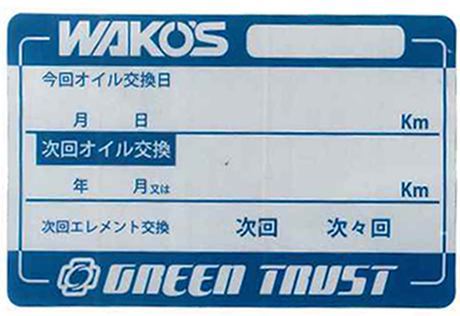 WAKO'S
今回オイル交換日
月 日 Km
次回オイル交換
年 月又は Km
次回エレメント交換 次回 次々回
GREEN TRUST